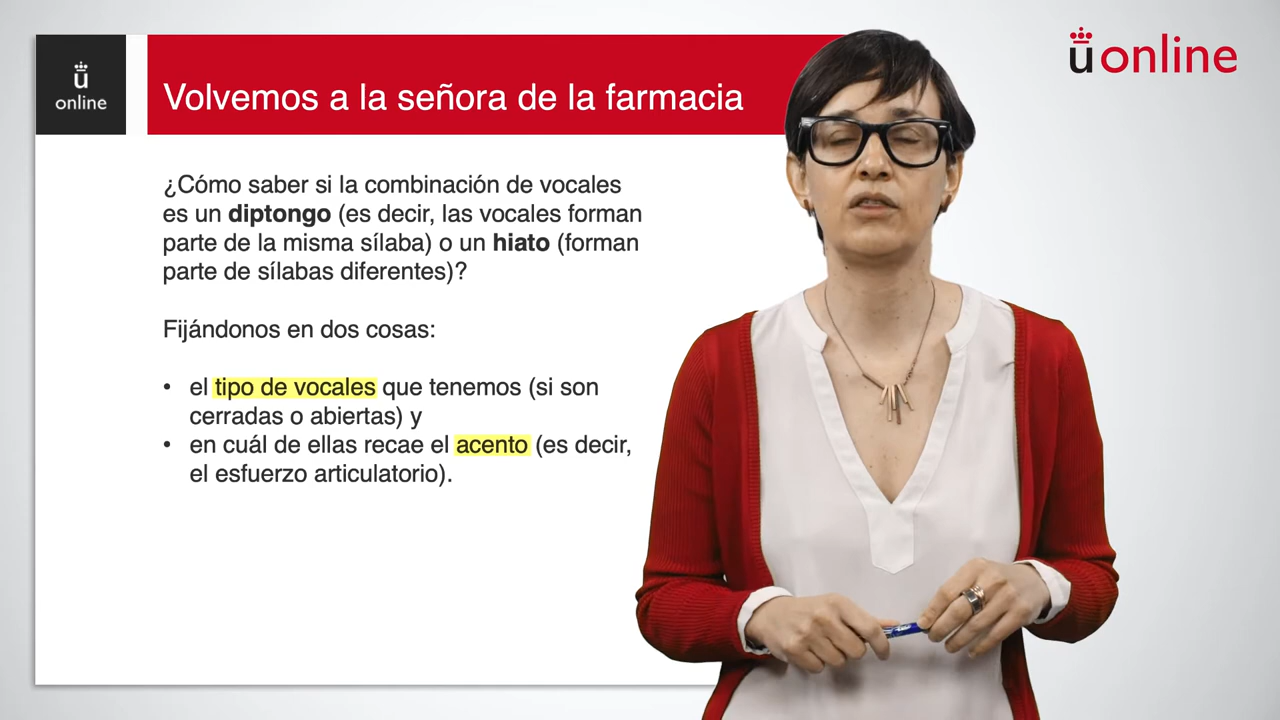 ü
online
Volvemos a la señora de la farmacia
üonline
¿Cómo saber si la combinación de vocales
es un diptongo (es decir, las vocales forman
parte de la misma sílaba) o un hiato (forman
parte de sílabas diferentes)?
Fijándonos en dos cosas:
• el tipo de vocales que tenemos (si son
cerradas o abiertas) y
• en cuál de ellas recae el acento (es decir,
el esfuerzo articulatorio).